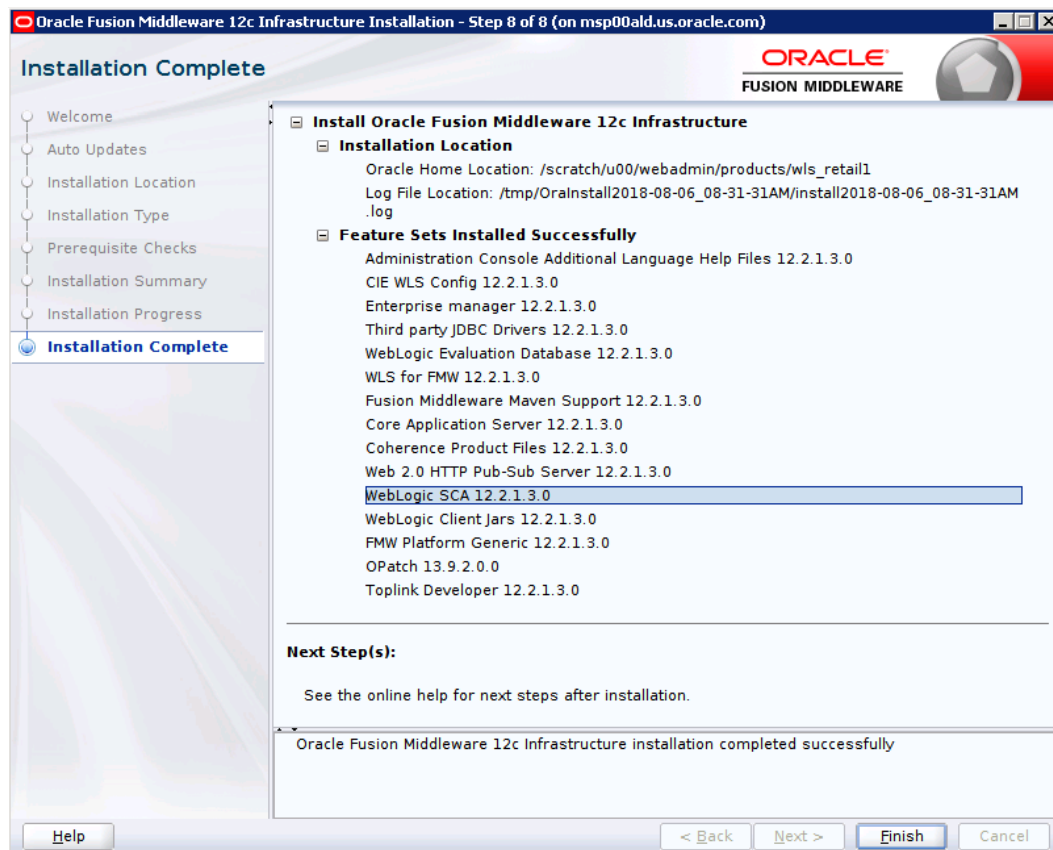 Oracle Fusion Middleware 12c Infrastructure Installation - Step 8 of 8 (on msp00ald.us.oracle.com)
Installation Complete
ORACLE
FUSION MIDDLEWARE
Welcome
Auto Updates
Installation Location
Installation Type
Prerequisite Checks
Installation Summary
Installation Progress
Installation Complete
Install Oracle Fusion Middleware 12c Infrastructure
Installation Location
Oracle Home Location: /scratch/u00/webadmin/products/wls_retail1
Log File Location: /tmp/OraInstall2018-08-06_08-31-31AM/install2018-08-06_08-31-31AM
.log
Feature Sets Installed Successfully
Administration Console Additional Language Help Files 12.2.1.3.0
CIE WLS Config 12.2.1.3.0
Enterprise manager 12.2.1.3.0
Third party JDBC Drivers 12.2.1.3.0
WebLogic Evaluation Database 12.2.1.3.0
WLS for FMW 12.2.1.3.0
Fusion Middleware Maven Support 12.2.1.3.0
Core Application Server 12.2.1.3.0
Coherence Product Files 12.2.1.3.0
Web 2.0 HTTP Pub-Sub Server 12.2.1.3.0
WebLogic SCA 12.2.1.3.0
WebLogic Client Jars 12.2.1.3.0
FMW Platform Generic 12.2.1.3.0
OPatch 13.9.2.0.0
Toplink Developer 12.2.1.3.0
Next Step(s):
See the online help for next steps after installation.
Oracle Fusion Middleware 12c Infrastructure installation completed successfully
Help
< Back
Next >
Finish
Cancel